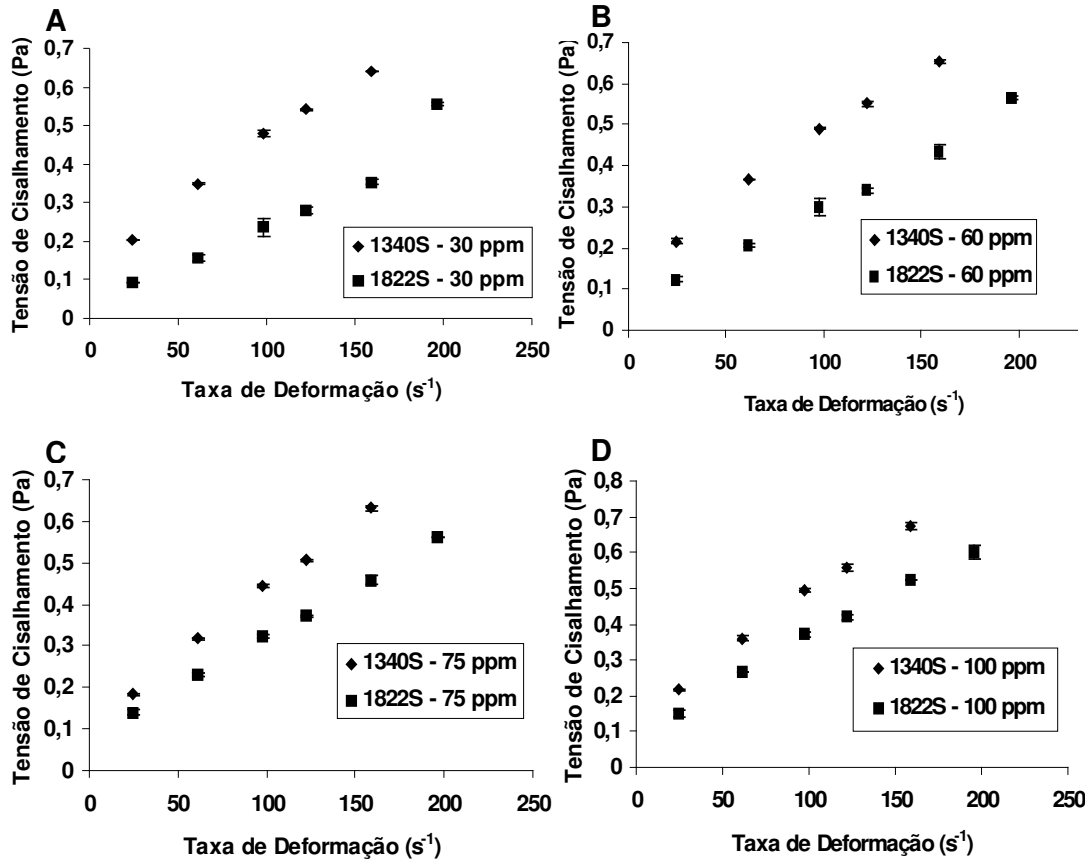 A
Tensão de Cisalhamento (Pa)
0,7
0,6
0,5
0,4
0,3
0,2
0,1
0
0 50 100 150 200 250
Taxa de Deformação (s⁻¹)
1340S - 30 ppm
1822S - 30 ppm
B
Tensão de Cisalhamento (Pa)
0,7
0,6
0,5
0,4
0,3
0,2
0,1
0
0 50 100 150 200
Taxa de Deformação (s⁻¹)
1340S - 60 ppm
1822S - 60 ppm
C
Tensão de Cisalhamento (Pa)
0,7
0,6
0,5
0,4
0,3
0,2
0,1
0
0 50 100 150 200 250
Taxa de Deformação (s⁻¹)
1340S - 75 ppm
1822S - 75 ppm
D
Tensão de Cisalhamento (Pa)
0,8
0,7
0,6
0,5
0,4
0,3
0,2
0,1
0
0 50 100 150 200 250
Taxa de Deformação (s⁻¹)
1340S - 100 ppm
1822S - 100 ppm